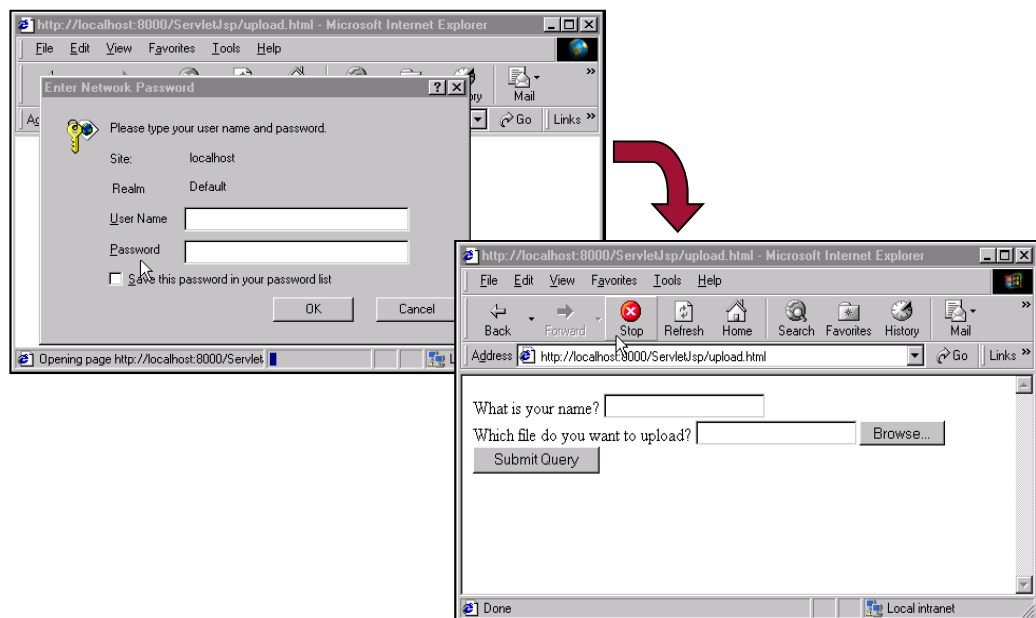 http://localhost:8000/ServletJsp/upload.html - Microsoft Internet Explorer
File Edit View Favorites Tools Help
Mail
Go Links
Enter Network Password
Please type your user name and password.
Site: localhost
Realm Default
User Name
Password
Save this password in your password list
OK Cancel
Opening page http://localhost:8000/Servlet
http://localhost:8000/ServletJsp/upload.html - Microsoft Internet Explorer
File Edit View Favorites Tools Help
Back Forward Stop Refresh Home Search Favorites History Mail
Address http://localhost:8000/ServletJsp/upload.html Go Links
What is your name?
Which file do you want to upload? Browse...
Submit Query
Done Local intranet